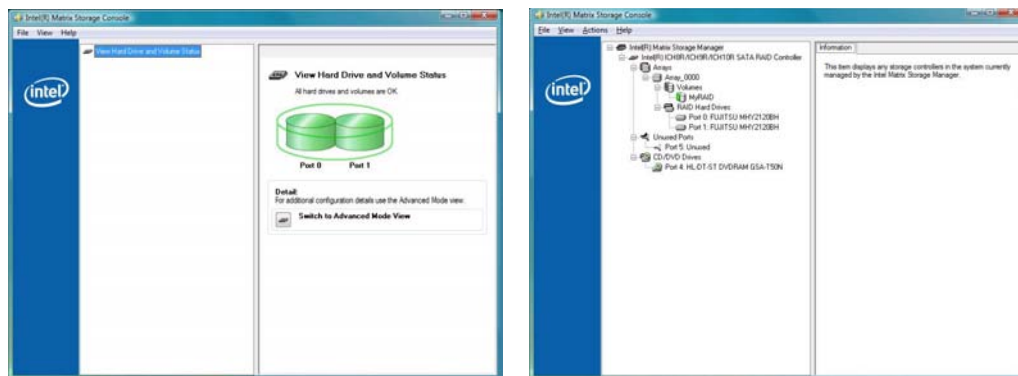 Intel(R) Matrix Storage Console
File View Help
View Hard Drive and Volume Status
intel
View Hard Drive and Volume Status
All hard drives and volumes are OK.
Port 0 Port 1
Detail:
For additional configuration details use the Advanced Mode view.
Switch to Advanced Mode View
Intel(R) Matrix Storage Console
File View Actions Help
intel
Intel(R) Matrix Storage Manager
Intel(R) ICH8R/ICH9R/ICH10R SATA RAID Controller
Arrays
Array_0000
Volumes
MyRAID
RAID Hard Drives
Port 0: FUJITSU MHY2120BH
Port 1: FUJITSU MHY2120BH
Unused Ports
Port 5: Unused
CD/DVD Drives
Port 4: HL-DT-ST DVDRAM GSA-T50N
Information
This item displays any storage controllers in the system currently
managed by the Intel Matrix Storage Manager.